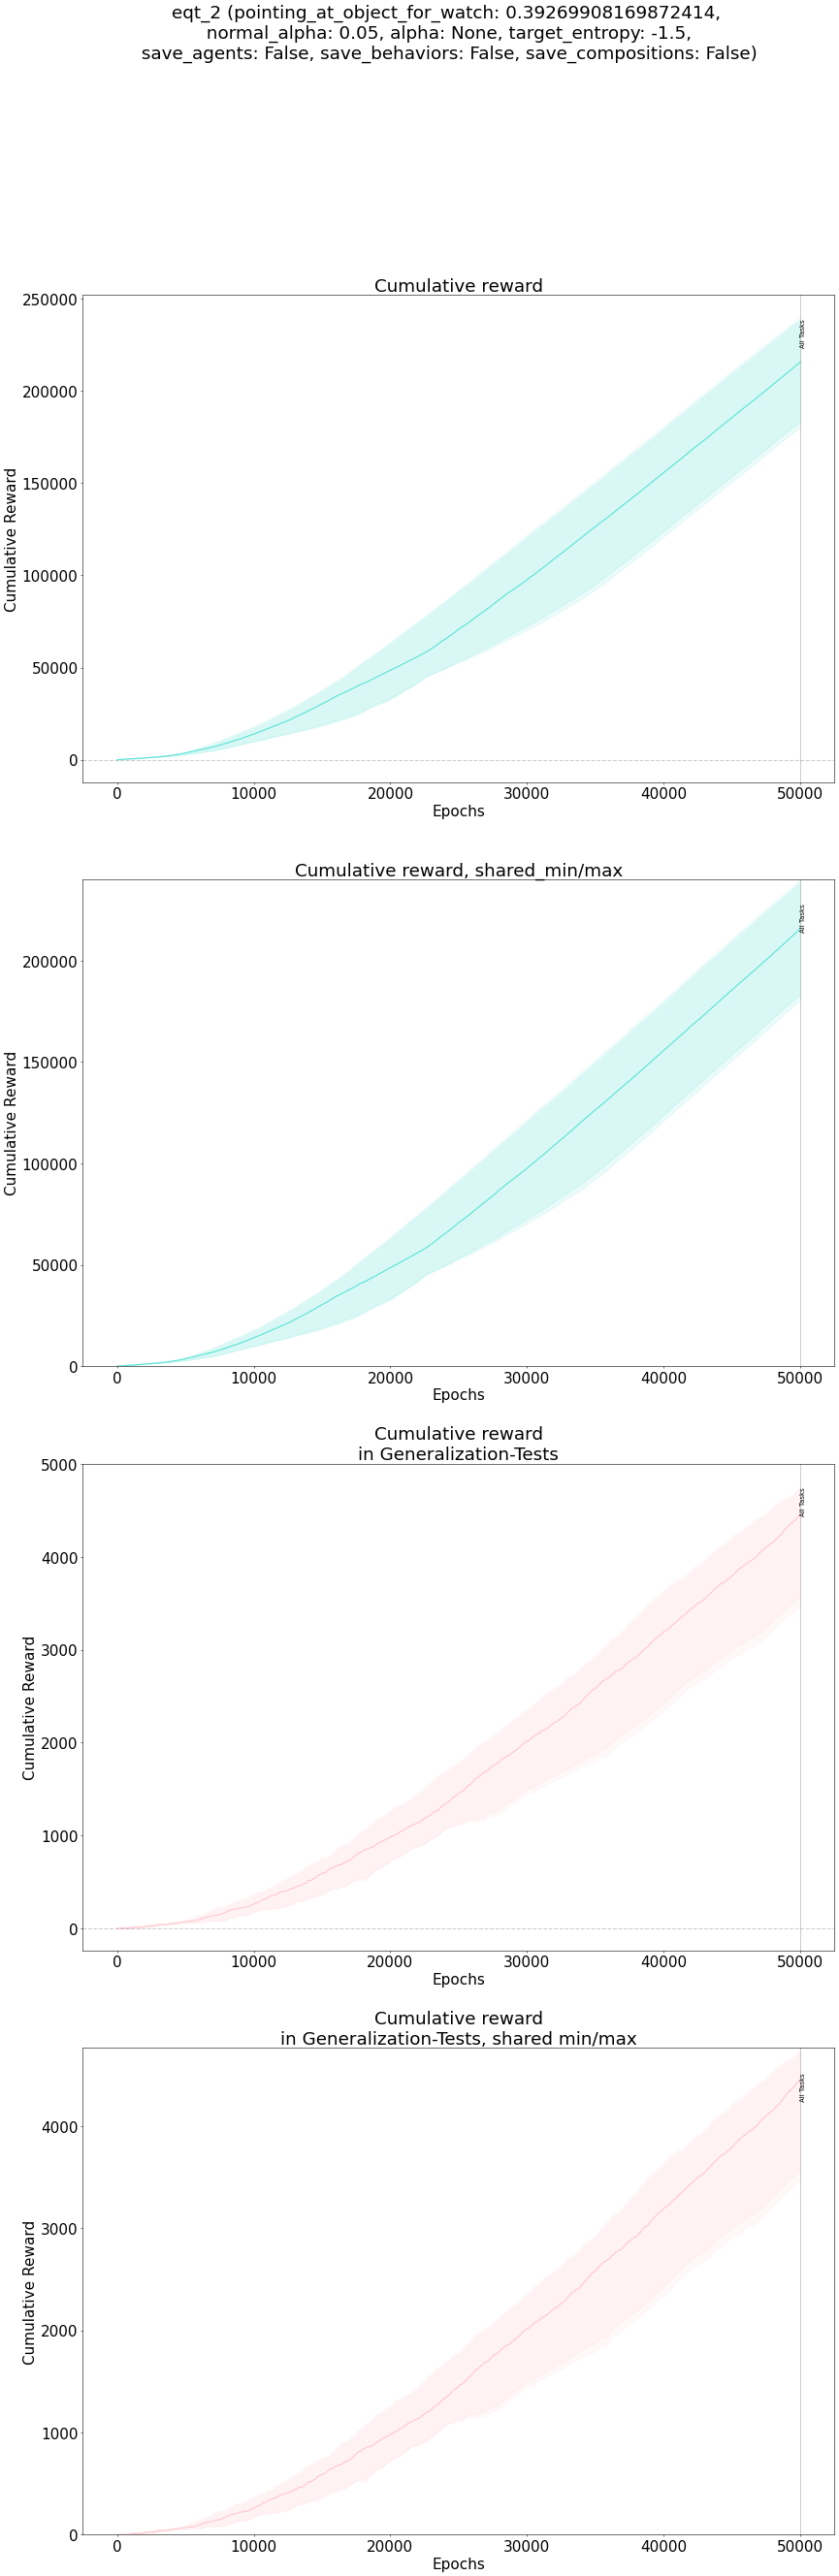 eqt_2 (pointing_at_object_for_watch: 0.39269908169872414,
normal_alpha: 0.05, alpha: None, target_entropy: -1.5,
save_agents: False, save_behaviors: False, save_compositions: False)
Cumulative reward
250000
200000
150000
100000
50000
0
Cumulative Reward
All Tasks
0 10000 20000 30000 40000 50000
Epochs
Cumulative reward, shared_min/max
200000
150000
100000
50000
0
Cumulative Reward
All Tasks
0 10000 20000 30000 40000 50000
Epochs
Cumulative reward
in Generalization-Tests
5000
4000
3000
2000
1000
0
Cumulative Reward
All Tasks
0 10000 20000 30000 40000 50000
Epochs
Cumulative reward
in Generalization-Tests, shared min/max
4000
3000
2000
1000
0
Cumulative Reward
All Tasks
0 10000 20000 30000 40000 50000
Epochs